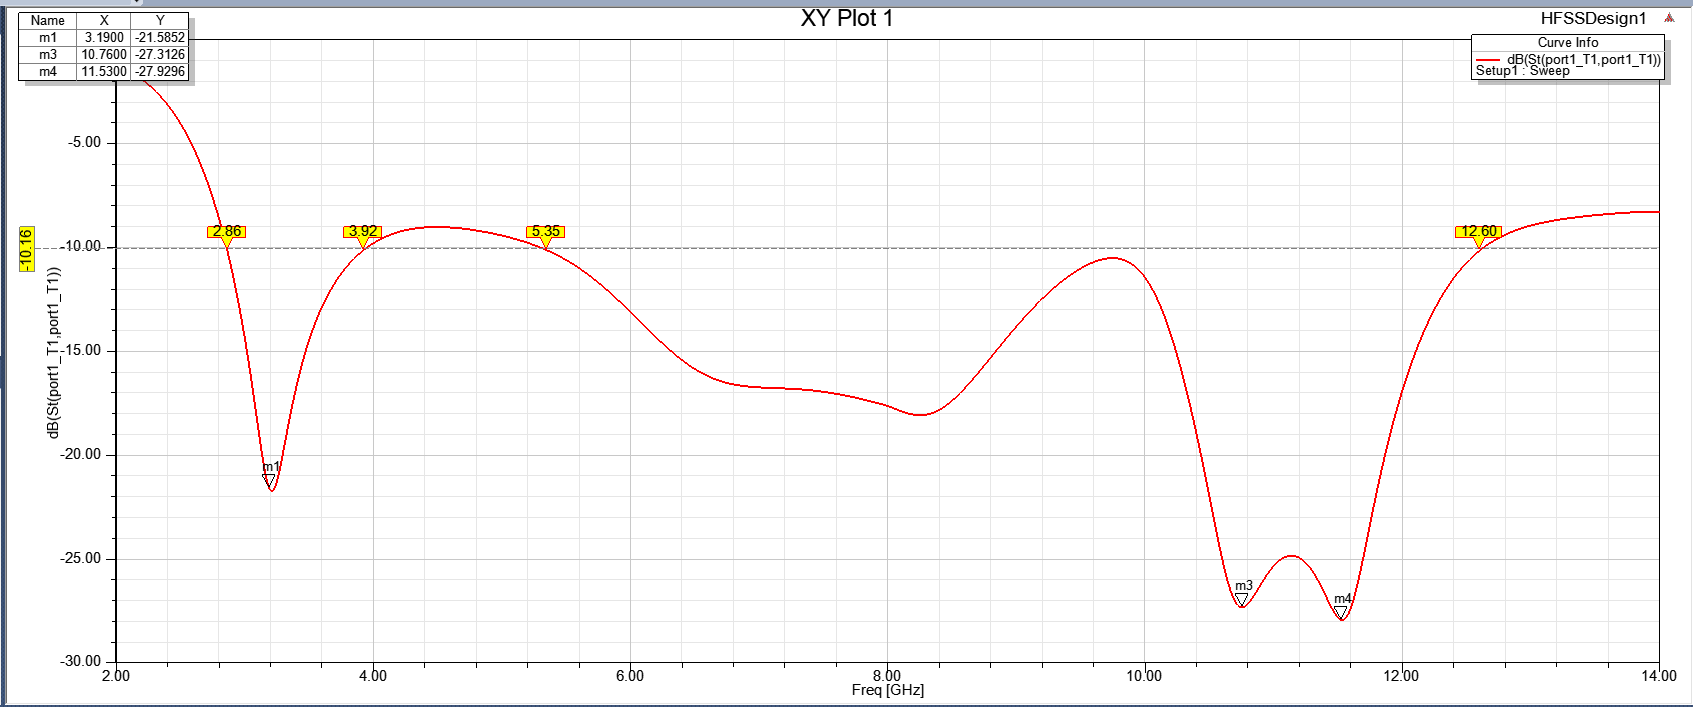 XY Plot 1
HFSSDesign1
Name X Y
m1 3.1900 -21.5852
m3 10.7600 -27.3126
m4 11.5300 -27.9296
Curve Info
dB(St(port1_T1,port1_T1))
Setup1 : Sweep
-5.00
2.86
3.92
5.35
12.60
-10.16
-10.00
-15.00
-20.00
-25.00
-30.00
dB(St(port1_T1,port1_T1))
m1
m3
m4
2.00 4.00 6.00 8.00 10.00 12.00 14.00
Freq [GHz]